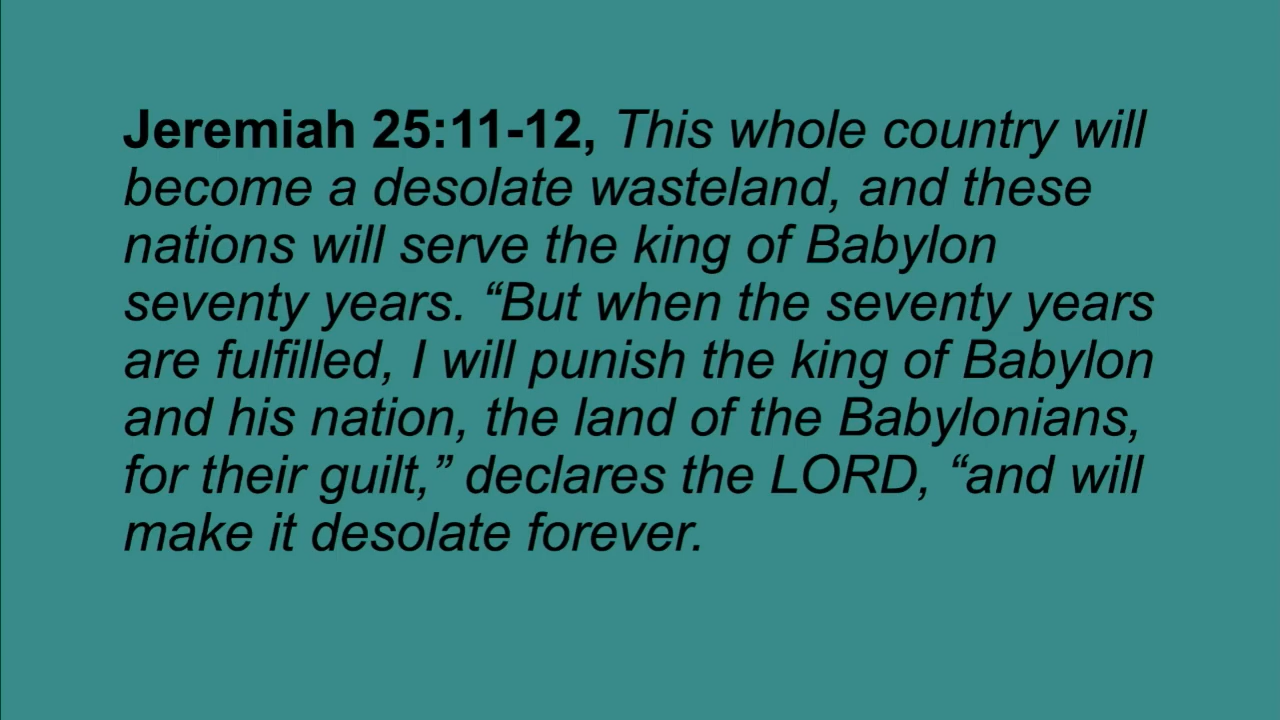 Jeremiah 25:11-12, This whole country will
become a desolate wasteland, and these
nations will serve the king of Babylon
seventy years. “But when the seventy years
are fulfilled, I will punish the king of Babylon
and his nation, the land of the Babylonians,
for their guilt,” declares the LORD, “and will
make it desolate forever.